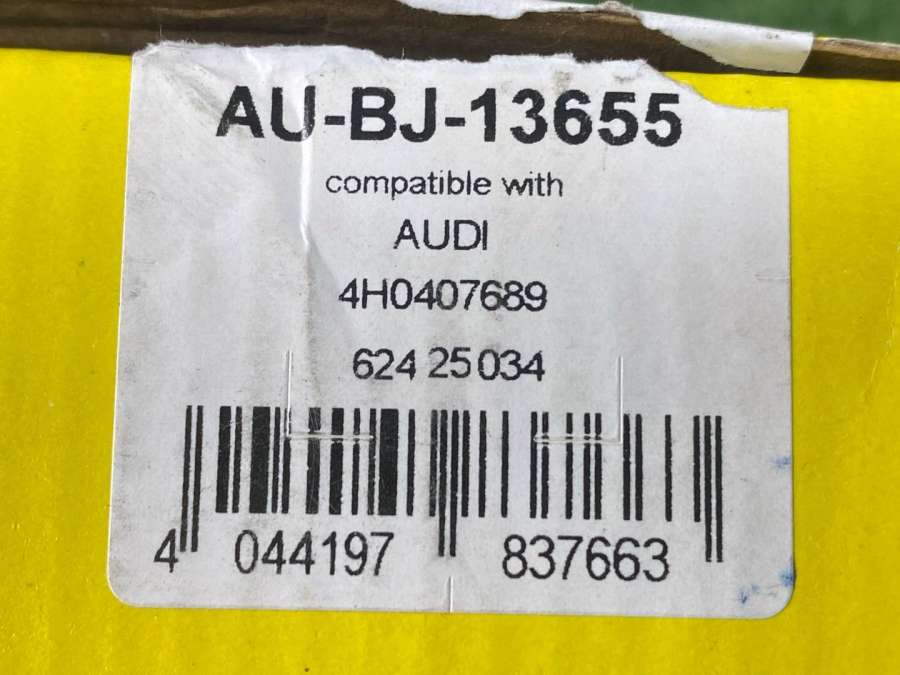 AU-BJ-13655
compatible with
AUDI
4H0407689
624 25 034
4 044197 837663